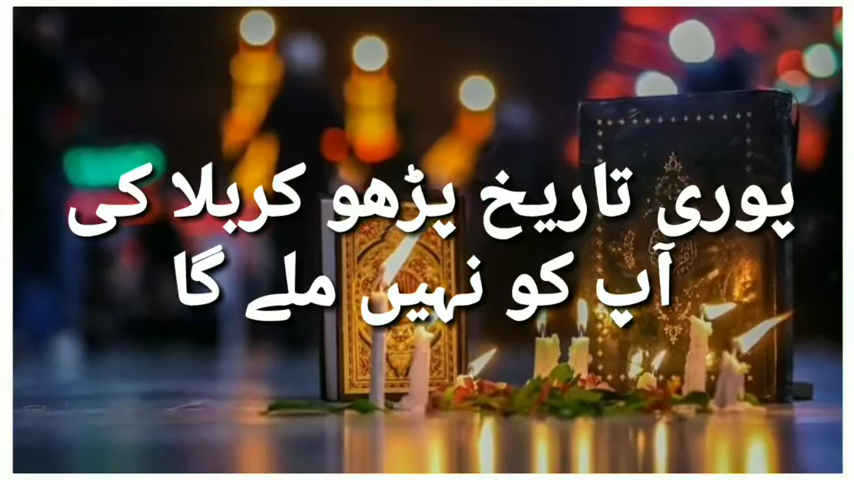 پوری تاریخ پڑھو کربلا کی
آپ کو نہیں ملے گا